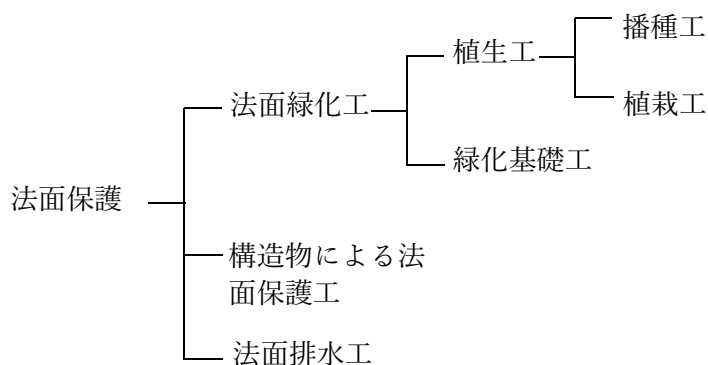 播種工
植生工
植栽工
法面緑化工
緑化基礎工
法面保護
構造物による法
面保護工
法面排水工